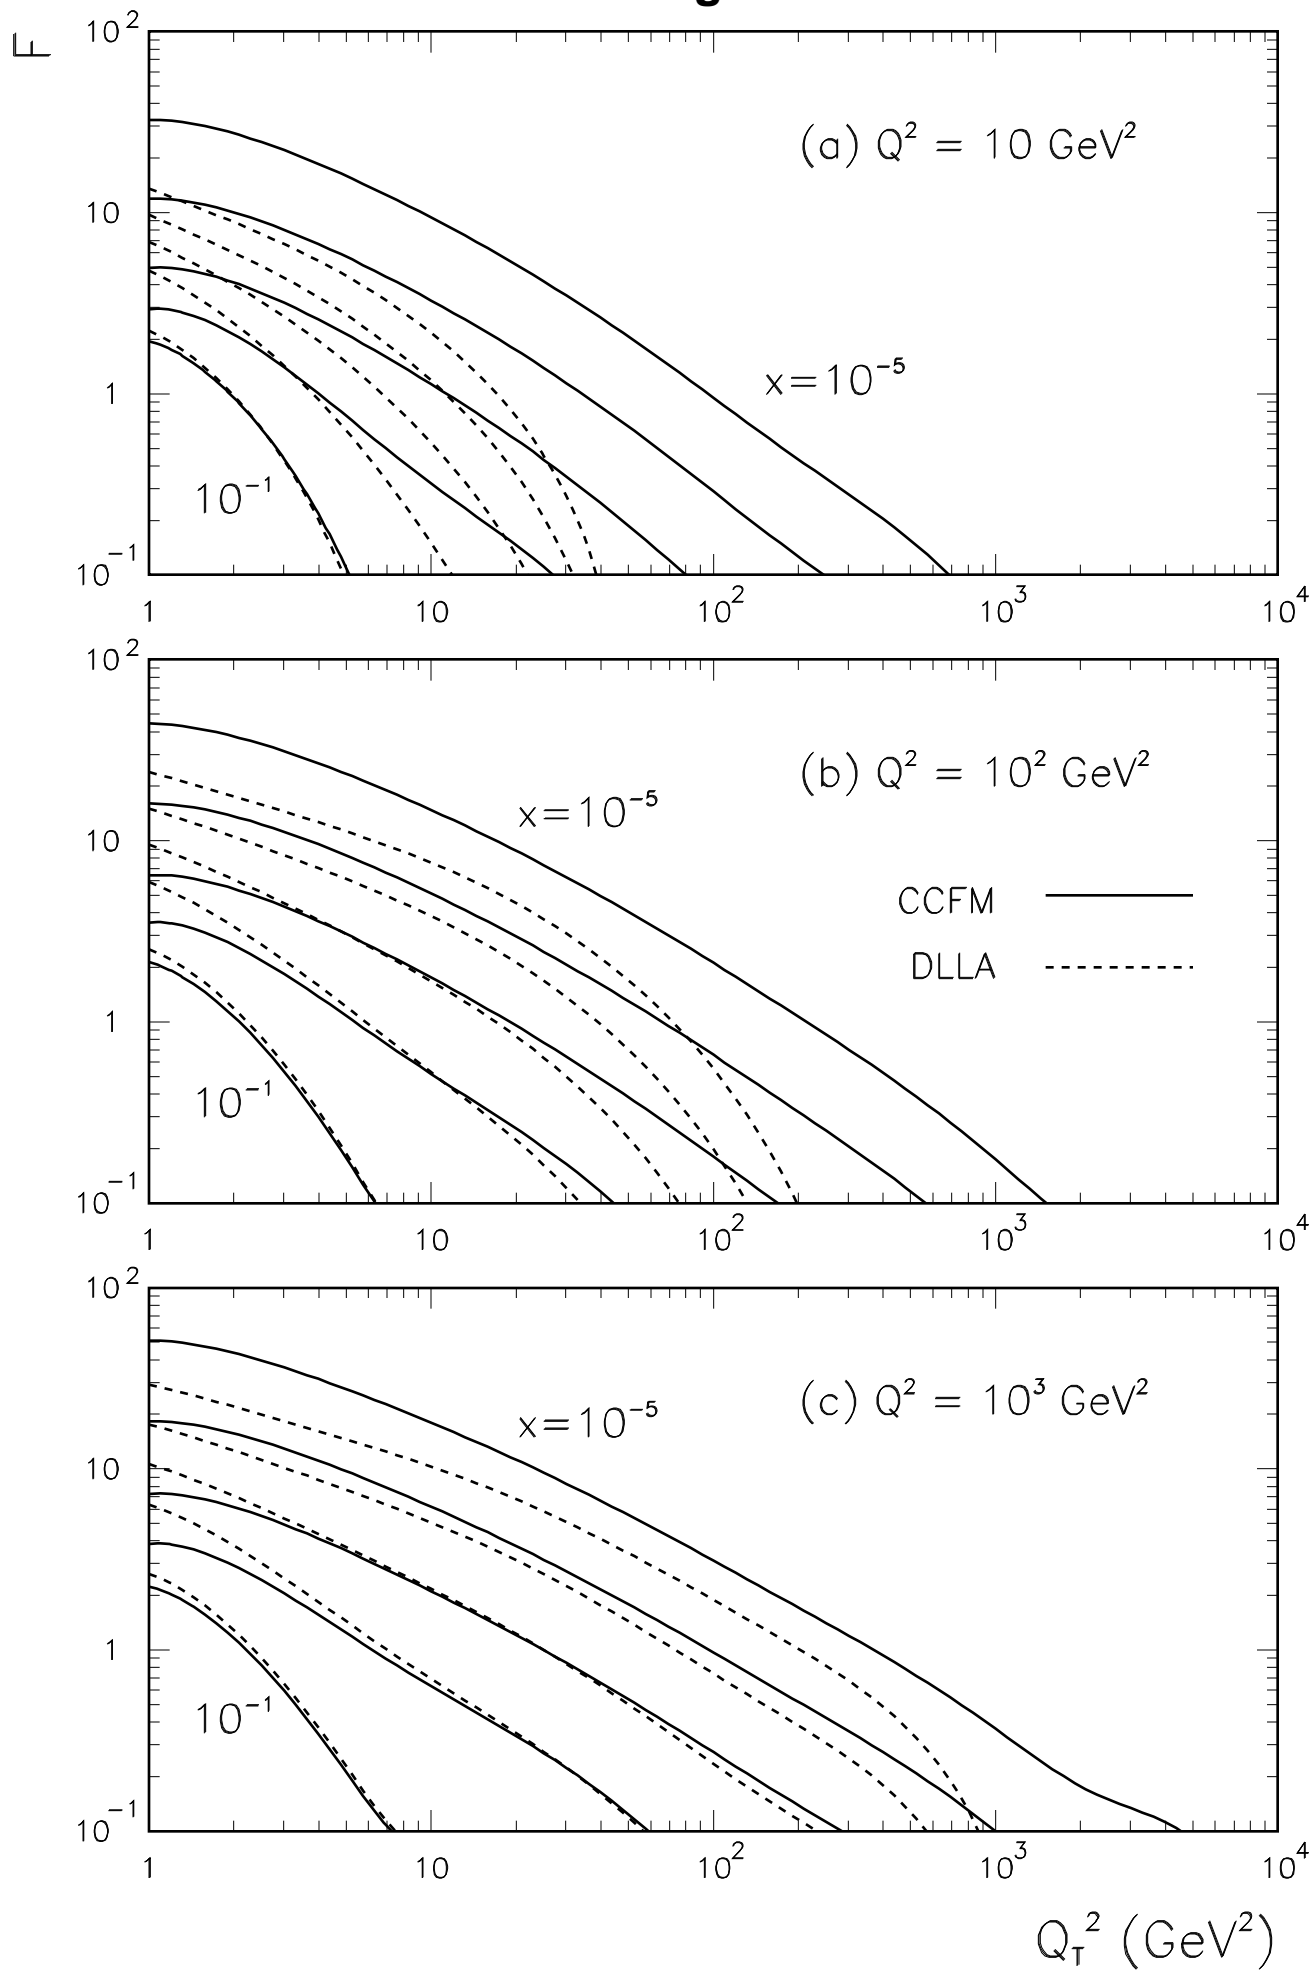 g
F
10²
10
1
10⁻¹
(a) Q² = 10 GeV²
x=10⁻⁵
10⁻¹
1 10 10² 10³ 10⁴
10²
10
1
10⁻¹
(b) Q² = 10² GeV²
x=10⁻⁵
CCFM
DLLA
10⁻¹
1 10 10² 10³ 10⁴
10²
10
1
10⁻¹
(c) Q² = 10³ GeV²
x=10⁻⁵
10⁻¹
1 10 10² 10³ 10⁴
Q_T² (GeV²)